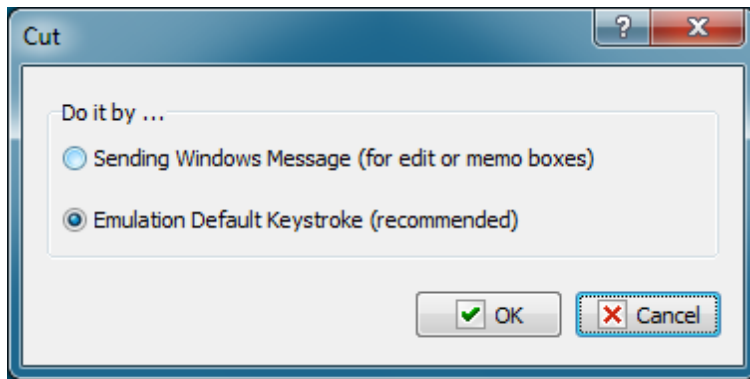 Cut
?
Do it by ...
Sending Windows Message (for edit or memo boxes)
Emulation Default Keystroke (recommended)
OK
Cancel